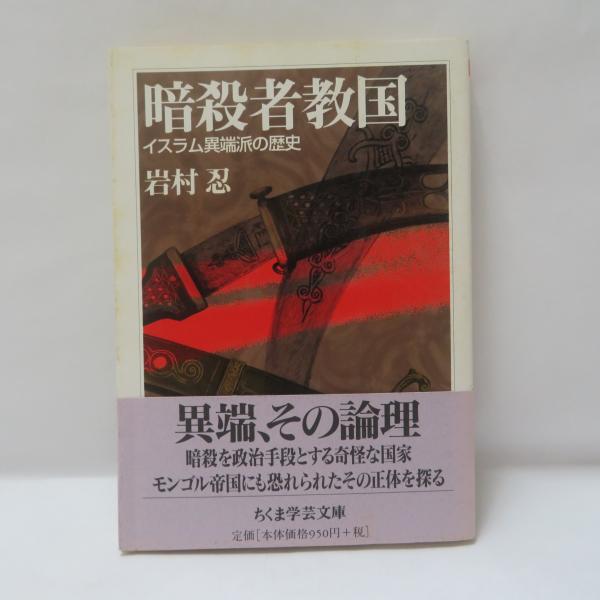 暗殺者教国
イスラム異端派の歴史
岩村 忍
異端、その論理
暗殺を政治手段とする奇怪な国家
モンゴル帝国にも恐れられたその正体を探る
ちくま学芸文庫
定価[本体価格950円+税]